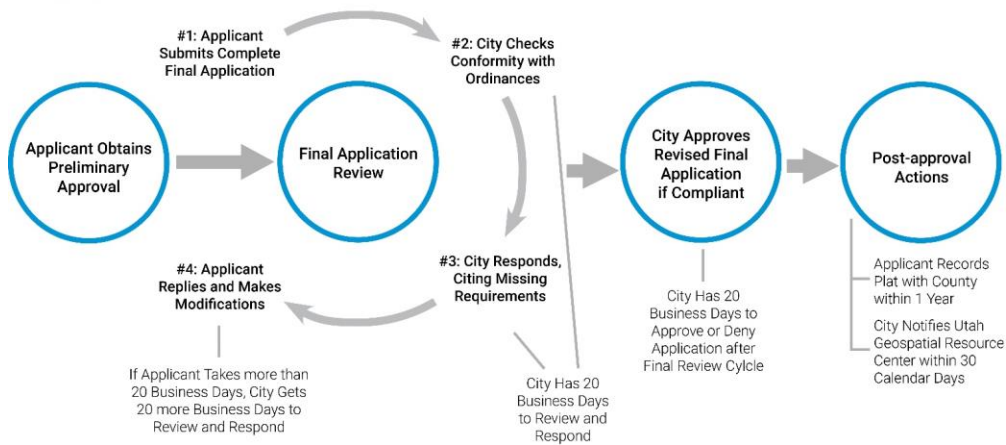 #1: Applicant
Submits Complete
Final Application
#2: City Checks
Conformity with
Ordinances
Applicant Obtains
Preliminary
Approval
Final Application
Review
City Approves
Revised Final
Application
if Compliant
Post-approval
Actions
#4: Applicant
Replies and Makes
Modifications
#3: City Responds,
Citing Missing
Requirements
If Applicant Takes more than
20 Business Days, City Gets
20 more Business Days to
Review and Respond
City Has 20
Business Days
to Review and
Respond
City Has 20
Business Days to
Approve or Deny
Application after
Final Review Cylcle
Applicant Records
Plat with County
within 1 Year
City Notifies Utah
Geospatial Resource
Center within 30
Calendar Days